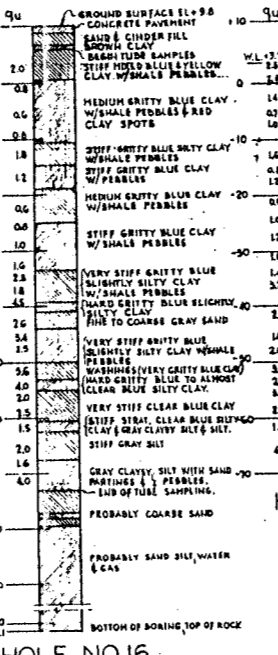 qu
GROUND SURFACE EL +9.8
CONCRETE PAVEMENT
SAND & CINDER FILL
BROWN CLAY
BEGIN TUBE SAMPLES
STIFF MIXED BLUE & YELLOW
CLAY W/SHALE PEBBLES
MEDIUM GRITTY BLUE CLAY
W/SHALE PEBBLES & RED
CLAY SPOTS
STIFF GRITTY BLUE SILTY CLAY
W/SHALE PEBBLES
STIFF GRITTY BLUE CLAY
W/ PEBBLES
MEDIUM GRITTY BLUE CLAY
W/SHALE PEBBLES
STIFF GRITTY BLUE CLAY
W/SHALE PEBBLES
VERY STIFF GRITTY BLUE
SLIGHTLY SILTY CLAY
W/SHALE PEBBLES
HARD GRITTY BLUE SLIGHTLY
SILTY CLAY
FINE TO COARSE GRAY SAND
VERY STIFF GRITTY BLUE
SLIGHTLY SILTY CLAY W/SHALE
PEBBLES
WASHINGS (VERY GRITTY BLUE CLAY)
HARD GRITTY BLUE TO ALMOST
CLEAR BLUE SILTY CLAY.
VERY STIFF CLEAR BLUE CLAY
STIFF STRAT. CLEAR BLUE SILTY
CLAY & GRAY CLAYEY SILT & SILT.
STIFF GRAY SILT
GRAY CLAYEY SILT WITH SAND
PARTINGS & PEBBLES.
END OF TUBE SAMPLING.
PROBABLY COARSE SAND
PROBABLY SAND SILT, WATER
& GAS
BOTTOM OF BORING, TOP OF ROCK
HOLE NO.16
2.0
0.8
0.6
0.8
1.8
1.2
0.6
0.8
1.0
1.6
2.3
1.8
4.5
2.6
3.4
2.5
3.6
4.0
2.0
2.5
1.5
2.0
1.6
4.0
qu
+10
0
-10
-20
-30
-40
-50
-60
-70